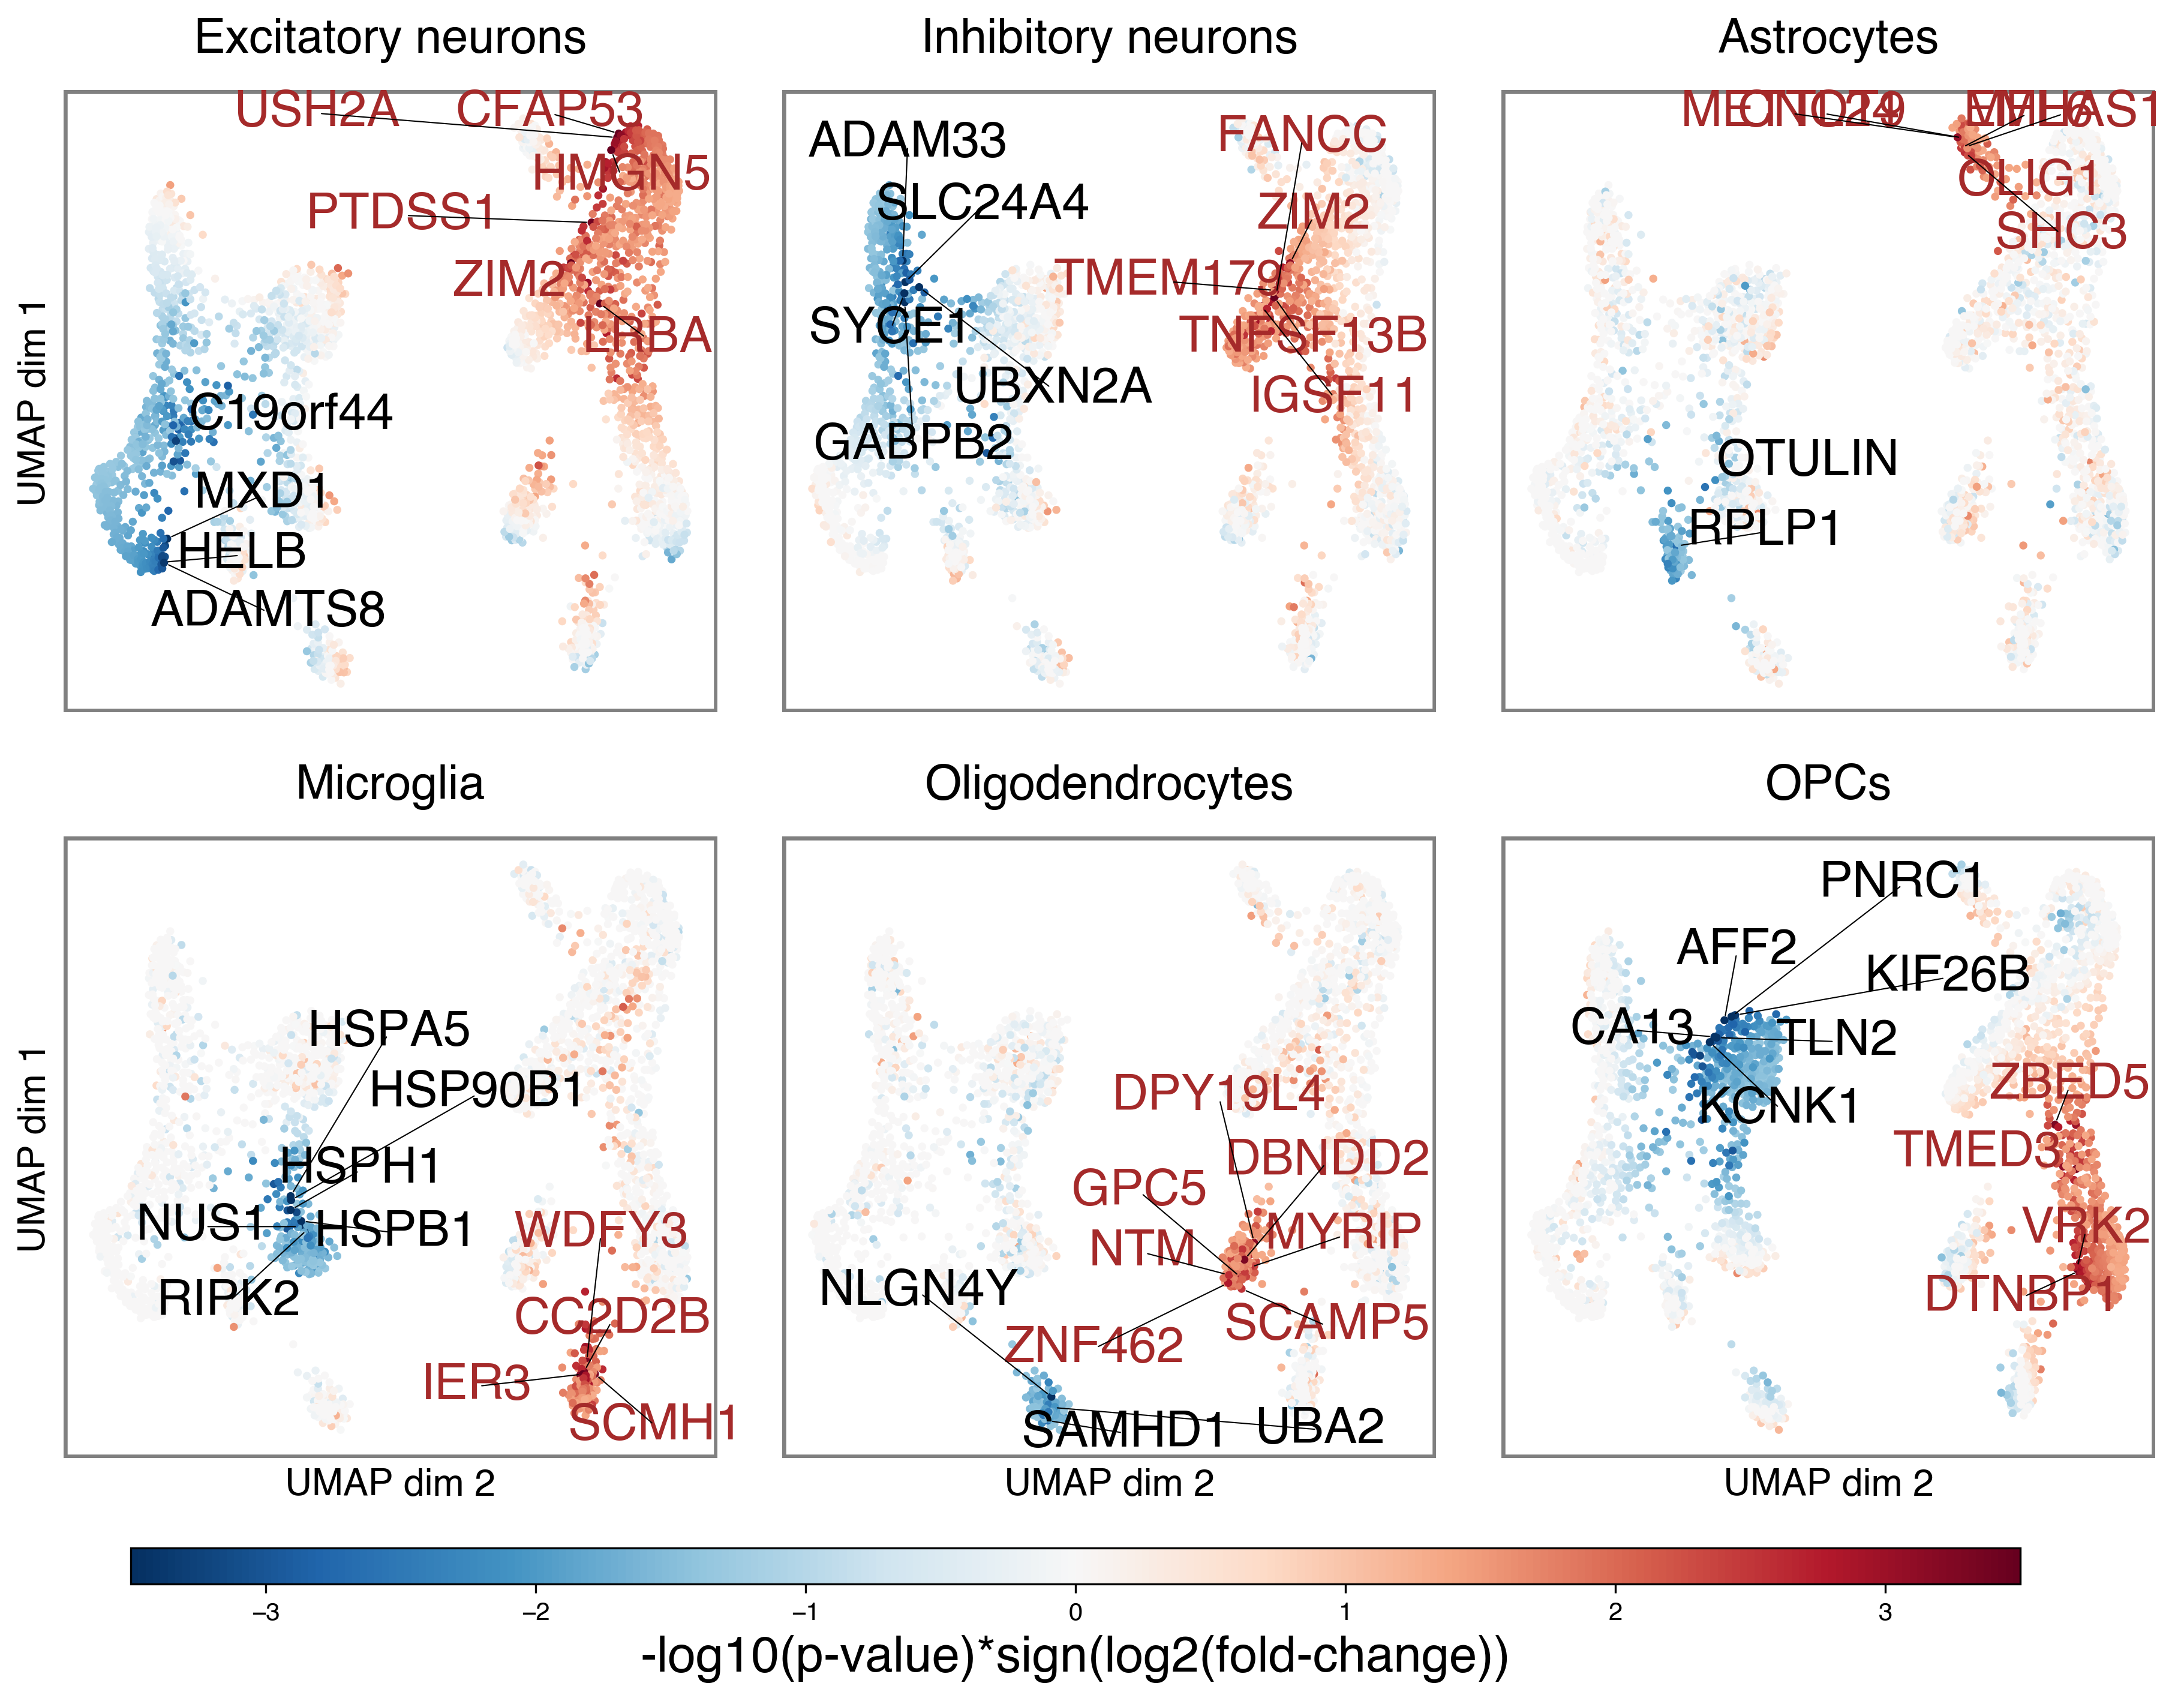 Excitatory neurons
USH2A
CFAP53
HMGN5
PTDSS1
ZIM2
LRBA
C19orf44
MXD1
HELB
ADAMTS8
UMAP dim 1
Inhibitory neurons
ADAM33
FANCC
SLC24A4
ZIM2
TMEM179
SYCE1
TNFSF13B
UBXN2A
IGSF11
GABPB2
Astrocytes
OLIG1
SHC3
OTULIN
RPLP1
Microglia
HSPA5
HSP90B1
HSPH1
NUS1
HSPB1
WDFY3
RIPK2
CC2D2B
IER3
SCMH1
UMAP dim 1
UMAP dim 2
Oligodendrocytes
DPY19L4
DBNDD2
GPC5
MYRIP
NTM
NLGN4Y
SCAMP5
ZNF462
SAMHD1
UBA2
UMAP dim 2
OPCs
PNRC1
AFF2
KIF26B
CA13
TLN2
KCNK1
ZBED5
TMED3
VRK2
DTNBP1
UMAP dim 2
−3 −2 −1 0 1 2 3
-log10(p-value)*sign(log2(fold-change))